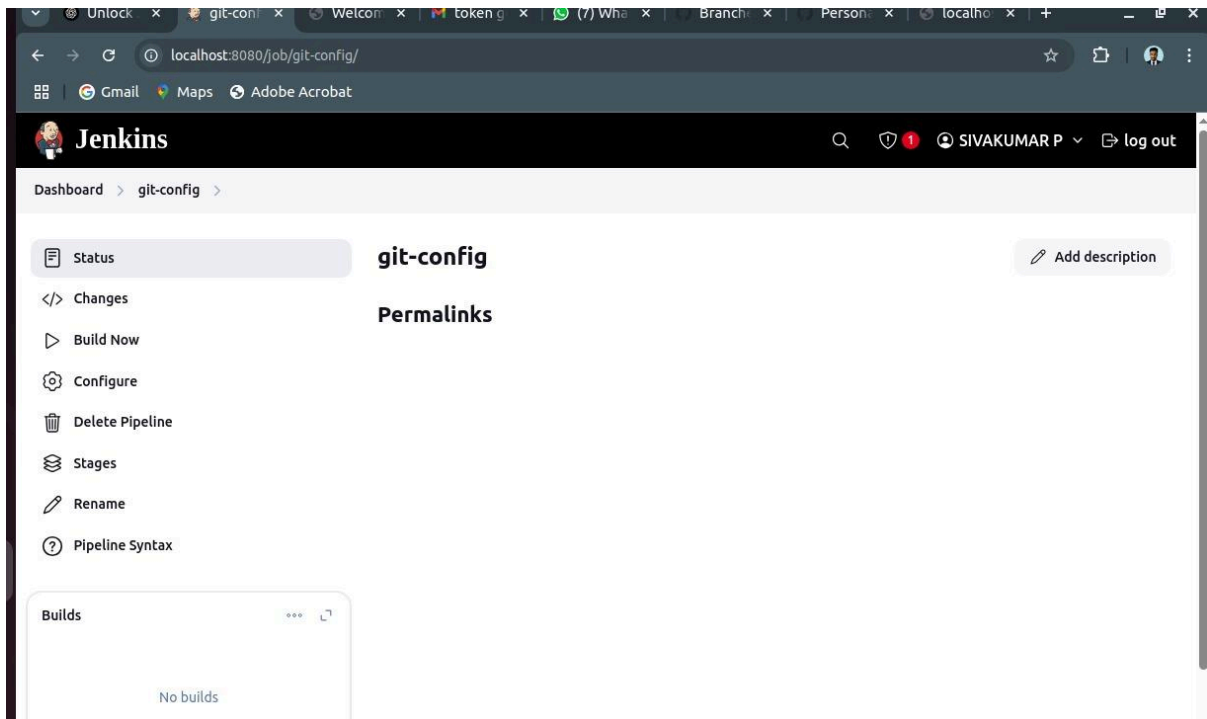 Unlock git-conf Welcom token g (7) Wha Branche Person localho
localhost:8080/job/git-config/
Gmail Maps Adobe Acrobat
Jenkins
1 SIVAKUMAR P log out
Dashboard > git-config >
Status
git-config
Add description
</> Changes
Permalinks
Build Now
Configure
Delete Pipeline
Stages
Rename
Pipeline Syntax
Builds
No builds